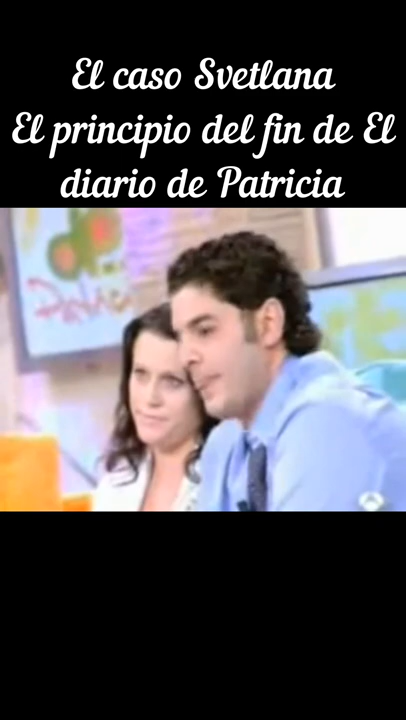 El caso Svetlana
El principio del fin de El
diario de Patricia